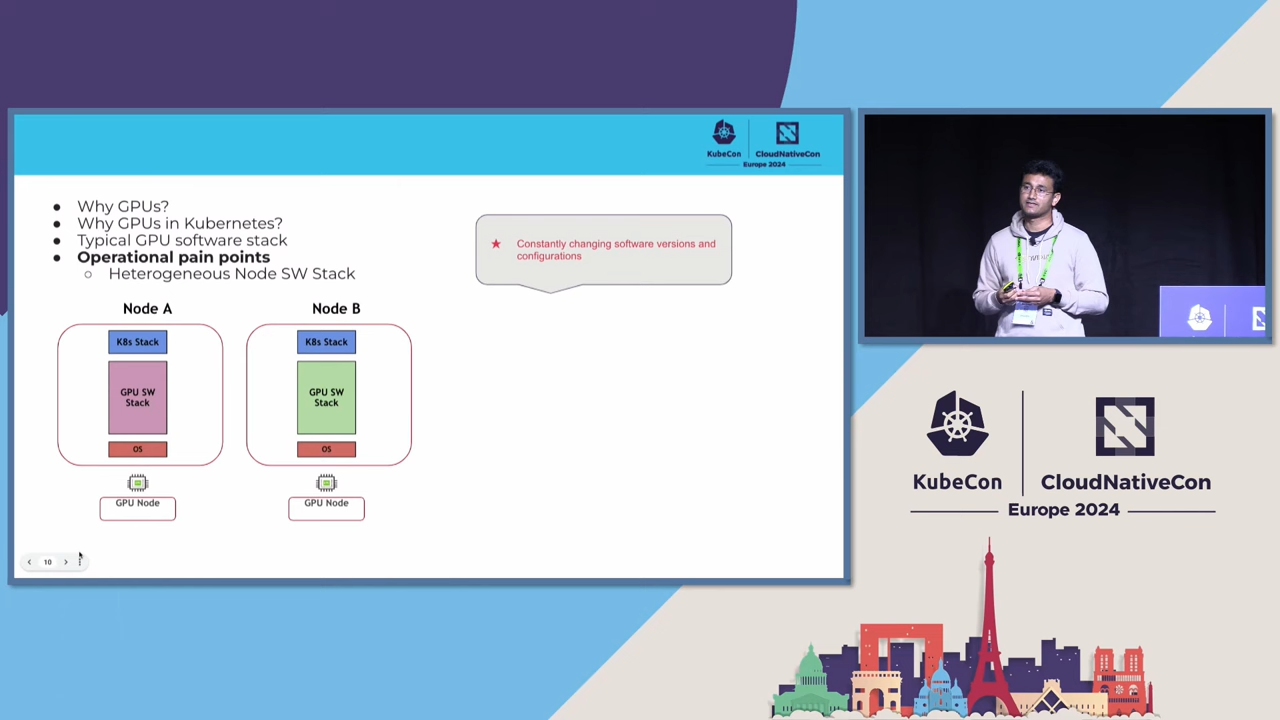 KubeCon
CloudNativeCon
Europe 2024
● Why GPUs?
● Why GPUs in Kubernetes?
● Typical GPU software stack
● Operational pain points
○ Heterogeneous Node SW Stack
★ Constantly changing software versions and
configurations
Node A
Node B
K8s Stack
K8s Stack
GPU SW
Stack
GPU SW
Stack
OS
OS
GPU Node
GPU Node
10
KubeCon
CloudNativeCon
Europe 2024